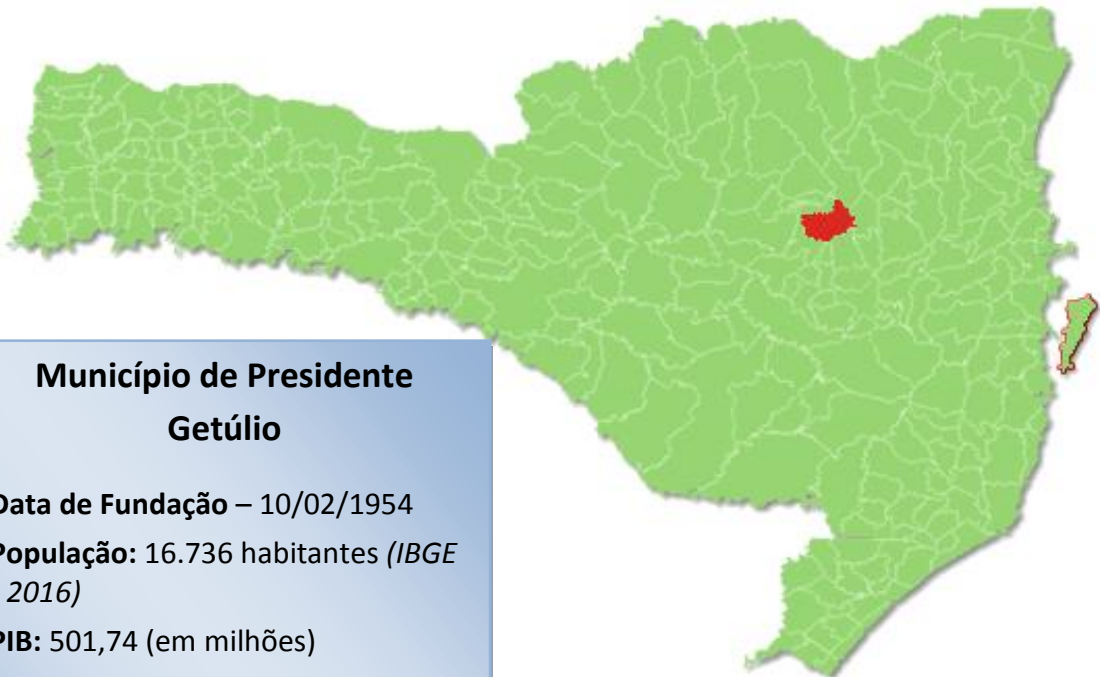 Município de Presidente
Getúlio
Data de Fundação – 10/02/1954
População: 16.736 habitantes (IBGE
2016)
PIB: 501,74 (em milhões)